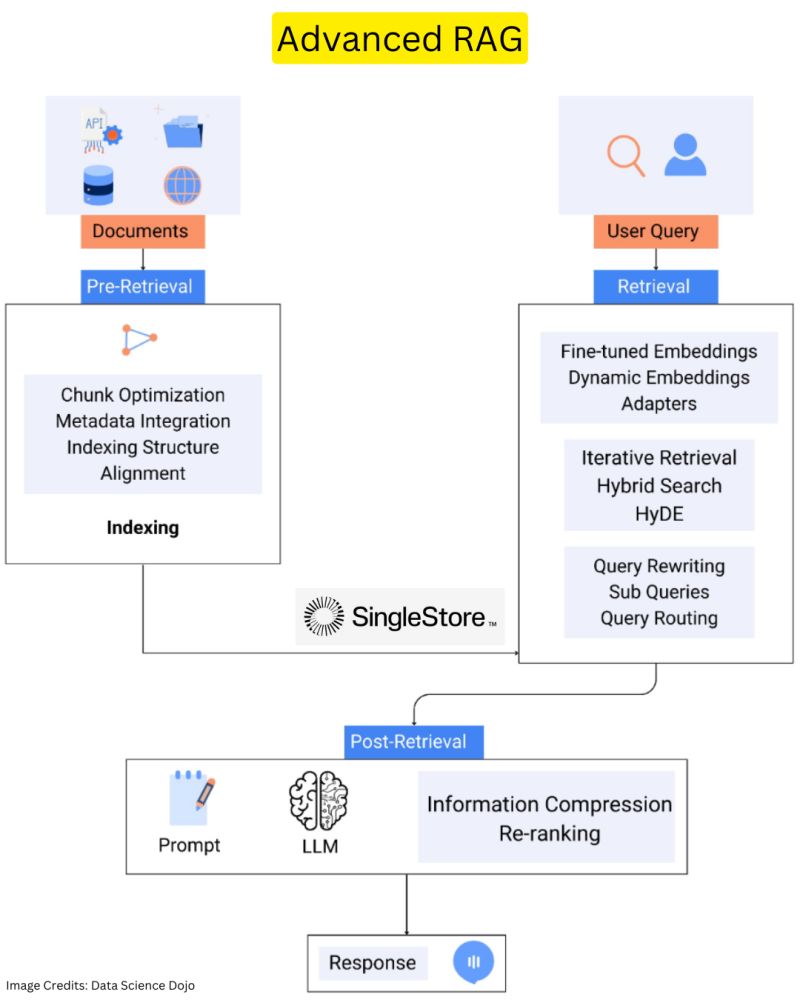 Advanced RAG
API
Documents
Pre-Retrieval
Chunk Optimization
Metadata Integration
Indexing Structure
Alignment
Indexing
User Query
Retrieval
Fine-tuned Embeddings
Dynamic Embeddings
Adapters
Iterative Retrieval
Hybrid Search
HyDE
Query Rewriting
Sub Queries
Query Routing
SingleStore™
Post-Retrieval
Prompt
LLM
Information Compression
Re-ranking
Response
Image Credits: Data Science Dojo